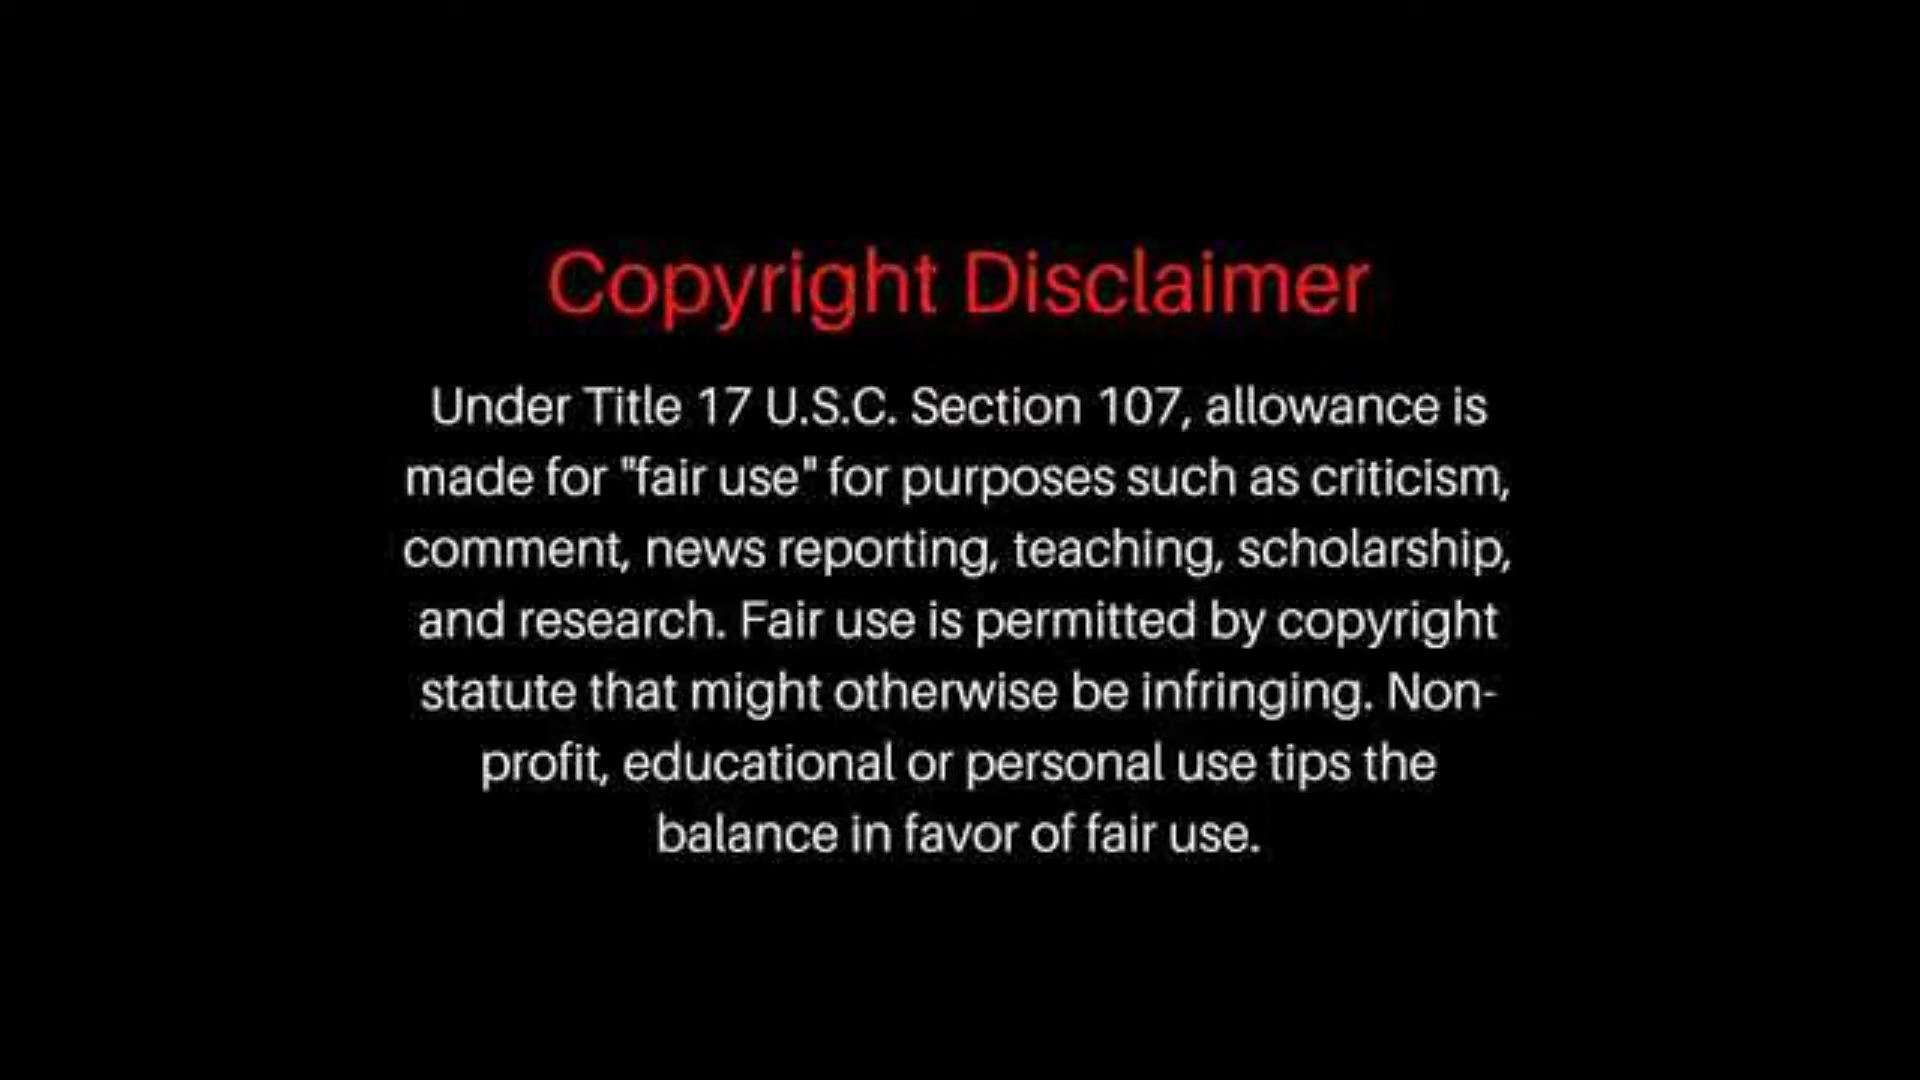 Copyright Disclaimer
Under Title 17 U.S.C. Section 107, allowance is
made for "fair use" for purposes such as criticism,
comment, news reporting, teaching, scholarship,
and research. Fair use is permitted by copyright
statute that might otherwise be infringing. Non-
profit, educational or personal use tips the
balance in favor of fair use.